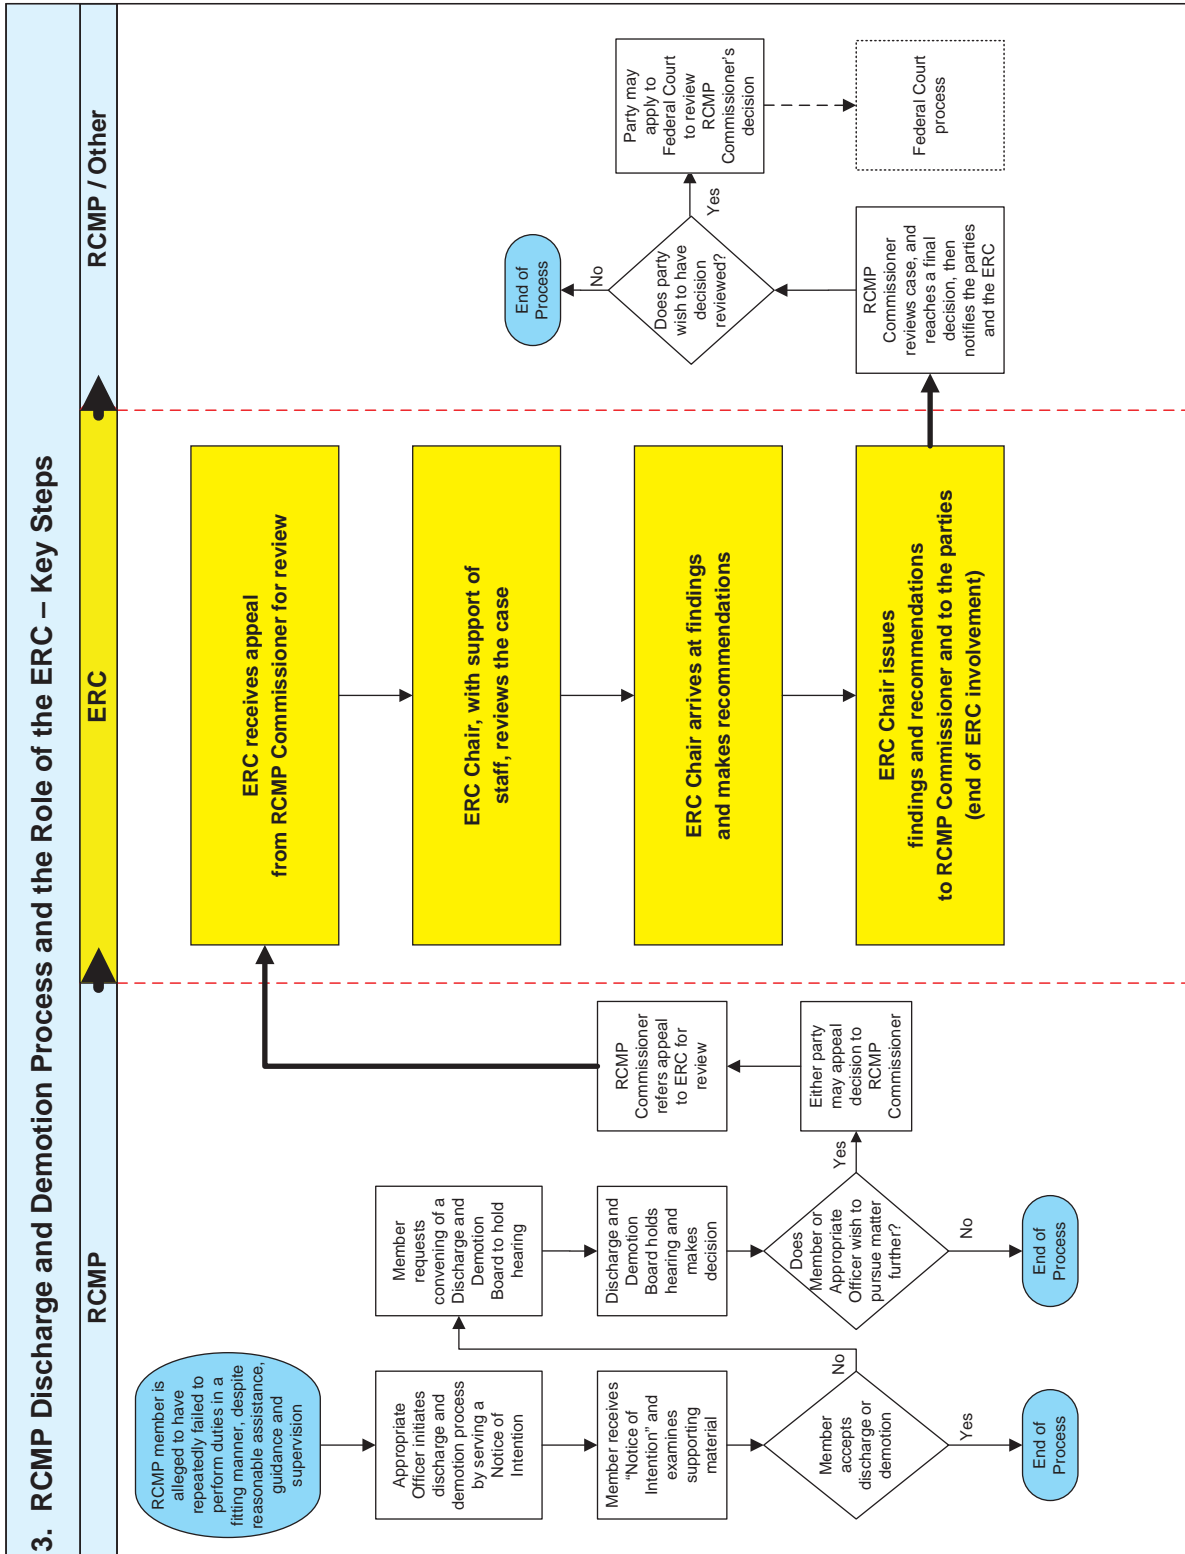 3. RCMP Discharge and Demotion Process and the Role of the ERC – Key Steps
RCMP
ERC
RCMP / Other
RCMP member is
alleged to have
repeatedly failed to
perform duties in a
fitting manner, despite
reasonable assistance,
guidance and
supervision
Appropriate
Officer initiates
discharge and
demotion process
by serving a
Notice of
Intention
Member receives
“Notice of
Intention” and
examines
supporting
material
Member
accepts
discharge or
demotion
No
Yes
End of
Process
Member
requests
convening of a
Discharge and
Demotion
Board to hold
hearing
Discharge and
Demotion
Board holds
hearing and
makes
decision
Does
Member or
Appropriate
Officer wish to
pursue matter
further?
Yes
No
End of
Process
Either party
may appeal
decision to
RCMP
Commissioner
RCMP
Commissioner
refers appeal
to ERC for
review
ERC receives appeal
from RCMP Commissioner for review
ERC Chair, with support of
staff, reviews the case
ERC Chair arrives at findings
and makes recommendations
ERC Chair issues
findings and recommendations
to RCMP Commissioner and to the parties
(end of ERC involvement)
RCMP
Commissioner
reviews case, and
reaches a final
decision, then
notifies the parties
and the ERC
Does party
wish to have
decision
reviewed?
No
Yes
End of
Process
Party may
apply to
Federal Court
to review
RCMP
Commissioner’s
decision
Federal Court
process